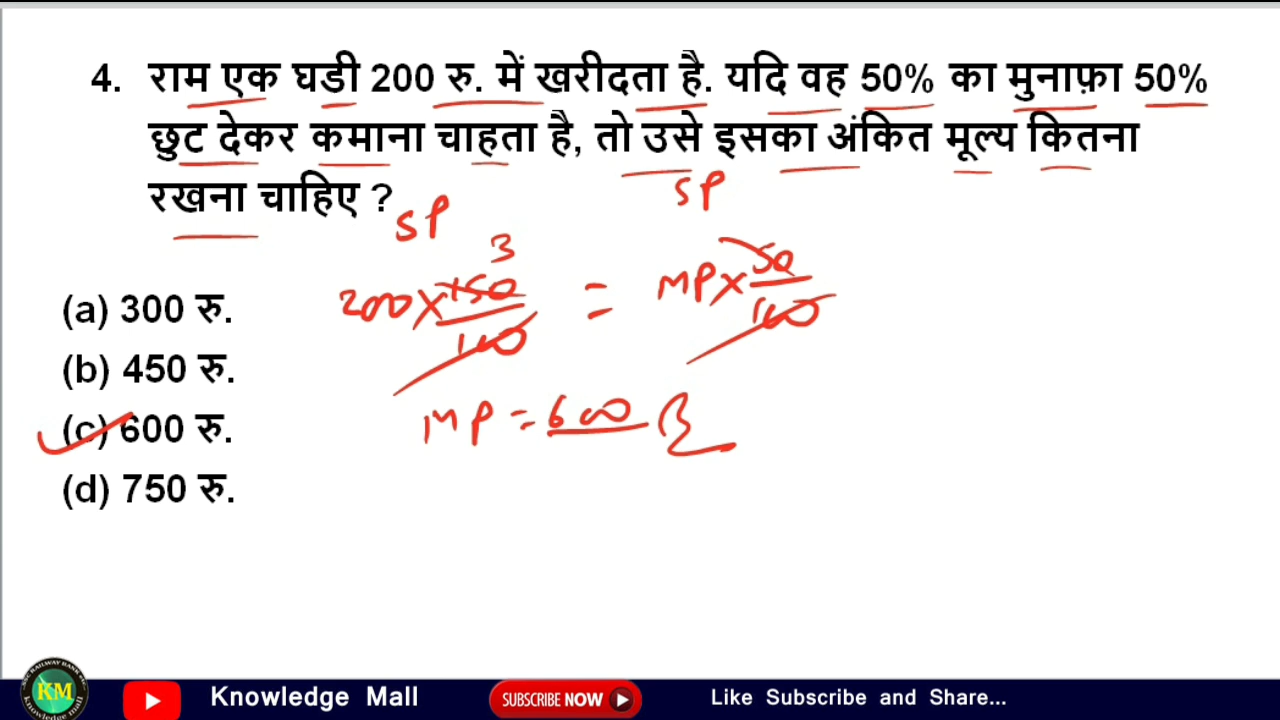 4. राम एक घडी 200 रु. में खरीदता है. यदि वह 50% का मुनाफ़ा 50%
छुट देकर कमाना चाहता है, तो उसे इसका अंकित मूल्य कितना
रखना चाहिए ?
SP
SP
3
200 × 150/100 = MP × 50/100
(a) 300 रु.
(b) 450 रु.
MP = 600 ₨
(c) 600 रु.
(d) 750 रु.
KM
Knowledge Mall
SUBSCRIBE NOW
Like Subscribe and Share...